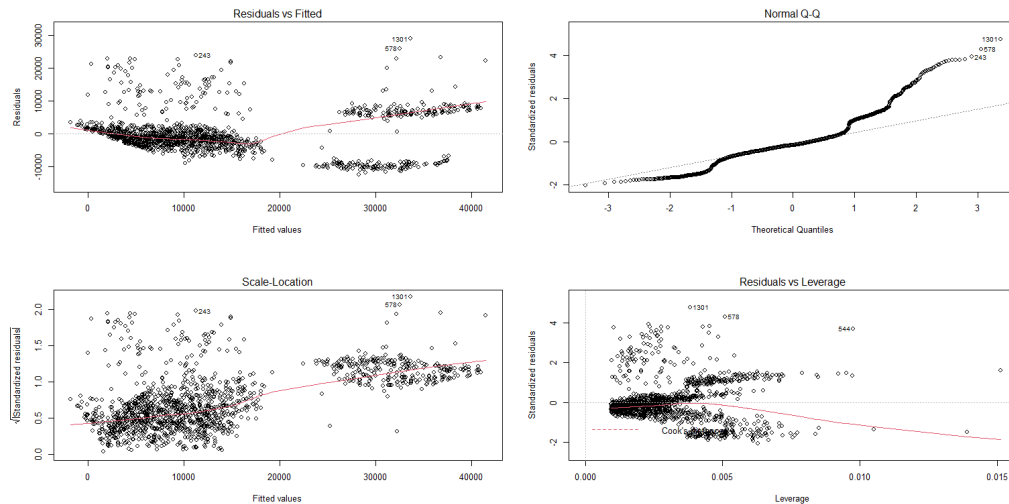 Residuals vs Fitted
Residuals
-10000 0 10000 20000 30000
1301
578
243
0 10000 20000 30000 40000
Fitted values
Normal Q-Q
Standardized residuals
-2 0 2 4
1301
578
243
-3 -2 -1 0 1 2 3
Theoretical Quantiles
Scale-Location
√|Standardized residuals|
0.0 0.5 1.0 1.5 2.0
1301
578
243
0 10000 20000 30000 40000
Fitted values
Residuals vs Leverage
Standardized residuals
-2 0 2 4
1301
578
544
Cook's
0.000 0.005 0.010 0.015
Leverage